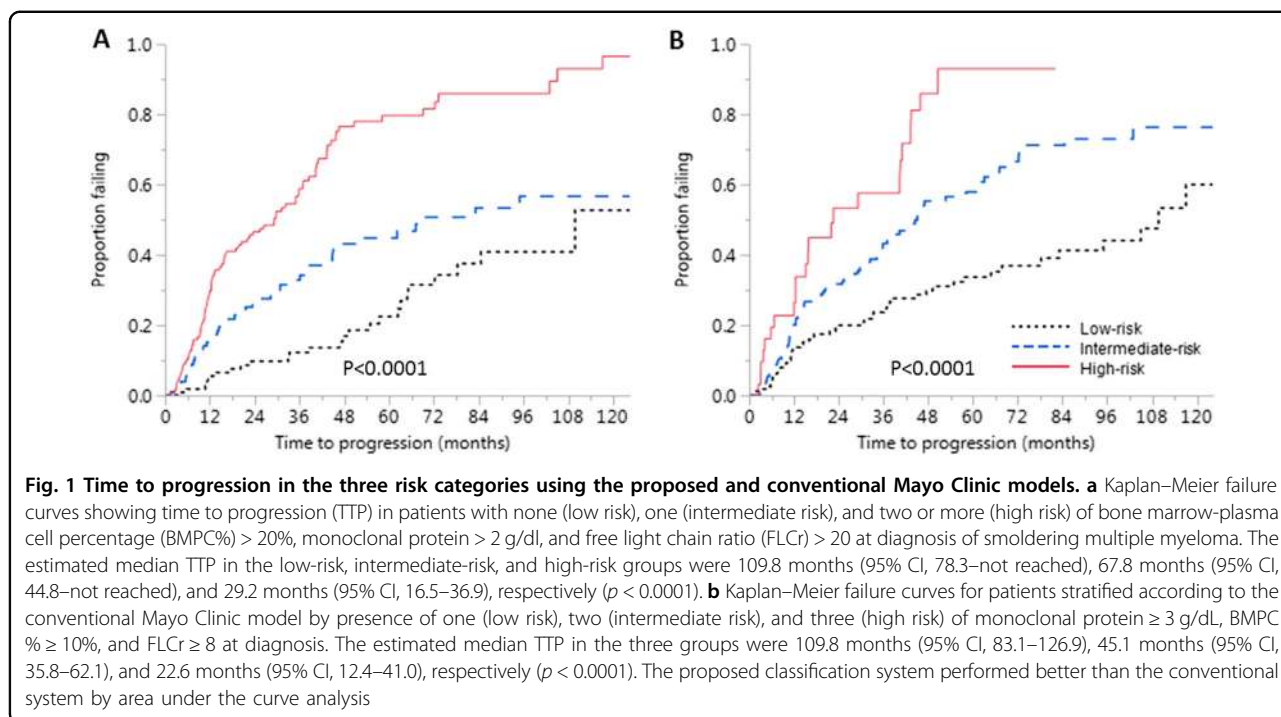 A
B
1.0
0.8
0.6
0.4
0.2
0.0
Proportion failing
P<0.0001
0 12 24 36 48 60 72 84 96 108 120
Time to progression (months)
1.0
0.8
0.6
0.4
0.2
0.0
Proportion failing
Low-risk
Intermediate-risk
High-risk
P<0.0001
0 12 24 36 48 60 72 84 96 108 120
Time to progression (months)
Fig. 1 Time to progression in the three risk categories using the proposed and conventional Mayo Clinic models. a Kaplan–Meier failure
curves showing time to progression (TTP) in patients with none (low risk), one (intermediate risk), and two or more (high risk) of bone marrow-plasma
cell percentage (BMPC%) > 20%, monoclonal protein > 2 g/dl, and free light chain ratio (FLCr) > 20 at diagnosis of smoldering multiple myeloma. The
estimated median TTP in the low-risk, intermediate-risk, and high-risk groups were 109.8 months (95% CI, 78.3–not reached), 67.8 months (95% CI,
44.8–not reached), and 29.2 months (95% CI, 16.5–36.9), respectively (p < 0.0001). b Kaplan–Meier failure curves for patients stratified according to the
conventional Mayo Clinic model by presence of one (low risk), two (intermediate risk), and three (high risk) of monoclonal protein ≥ 3 g/dL, BMPC
% ≥ 10%, and FLCr ≥ 8 at diagnosis. The estimated median TTP in the three groups were 109.8 months (95% CI, 83.1–126.9), 45.1 months (95% CI,
35.8–62.1), and 22.6 months (95% CI, 12.4–41.0), respectively (p < 0.0001). The proposed classification system performed better than the conventional
system by area under the curve analysis